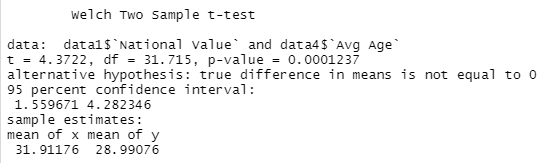 Welch Two Sample t-test
data:  data1$`National Value` and data4$`Avg Age`
t = 4.3722, df = 31.715, p-value = 0.0001237
alternative hypothesis: true difference in means is not equal to 0
95 percent confidence interval:
1.559671 4.282346
sample estimates:
mean of x mean of y
31.91176  28.99076